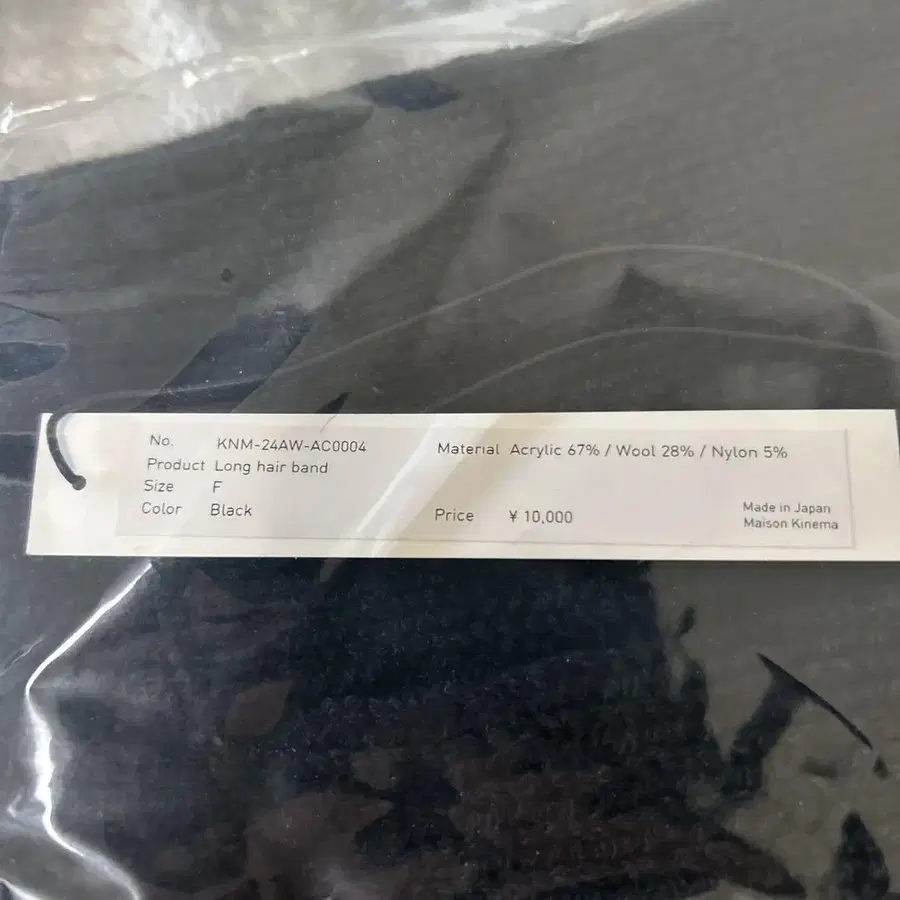 No. KNM-24AW-AC0004
Product Long hair band
Size F
Color Black
Material Acrylic 67% / Wool 28% / Nylon 5%
Price ¥ 10,000
Made in Japan
Maison Kinema